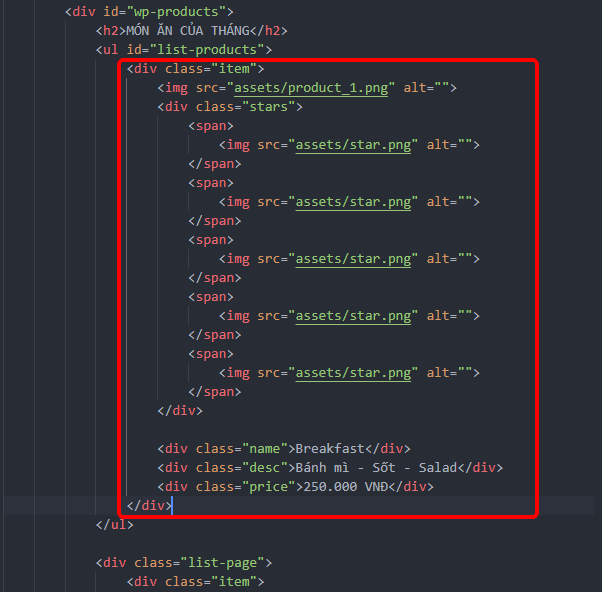 <div id="wp-products">
<h2>MÓN ĂN CỦA THÁNG</h2>
<ul id="list-products">
<div class="item">
<img src="assets/product_1.png" alt="">
<div class="stars">
<span>
<img src="assets/star.png" alt="">
</span>
<span>
<img src="assets/star.png" alt="">
</span>
<span>
<img src="assets/star.png" alt="">
</span>
<span>
<img src="assets/star.png" alt="">
</span>
<span>
<img src="assets/star.png" alt="">
</span>
</div>
<div class="name">Breakfast</div>
<div class="desc">Bánh mì - Sốt - Salad</div>
<div class="price">250.000 VNĐ</div>
</div>
</ul>
<div class="list-page">
<div class="item">